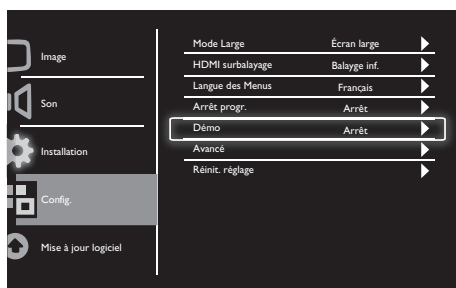 Image
Son
Installation
Config.
Mise à jour logiciel
Mode Large Écran large
HDMI surbalayage Balayge inf.
Langue des Menus Français
Arrêt progr. Arrêt
Démo Arrêt
Avancé
Réinit. réglage